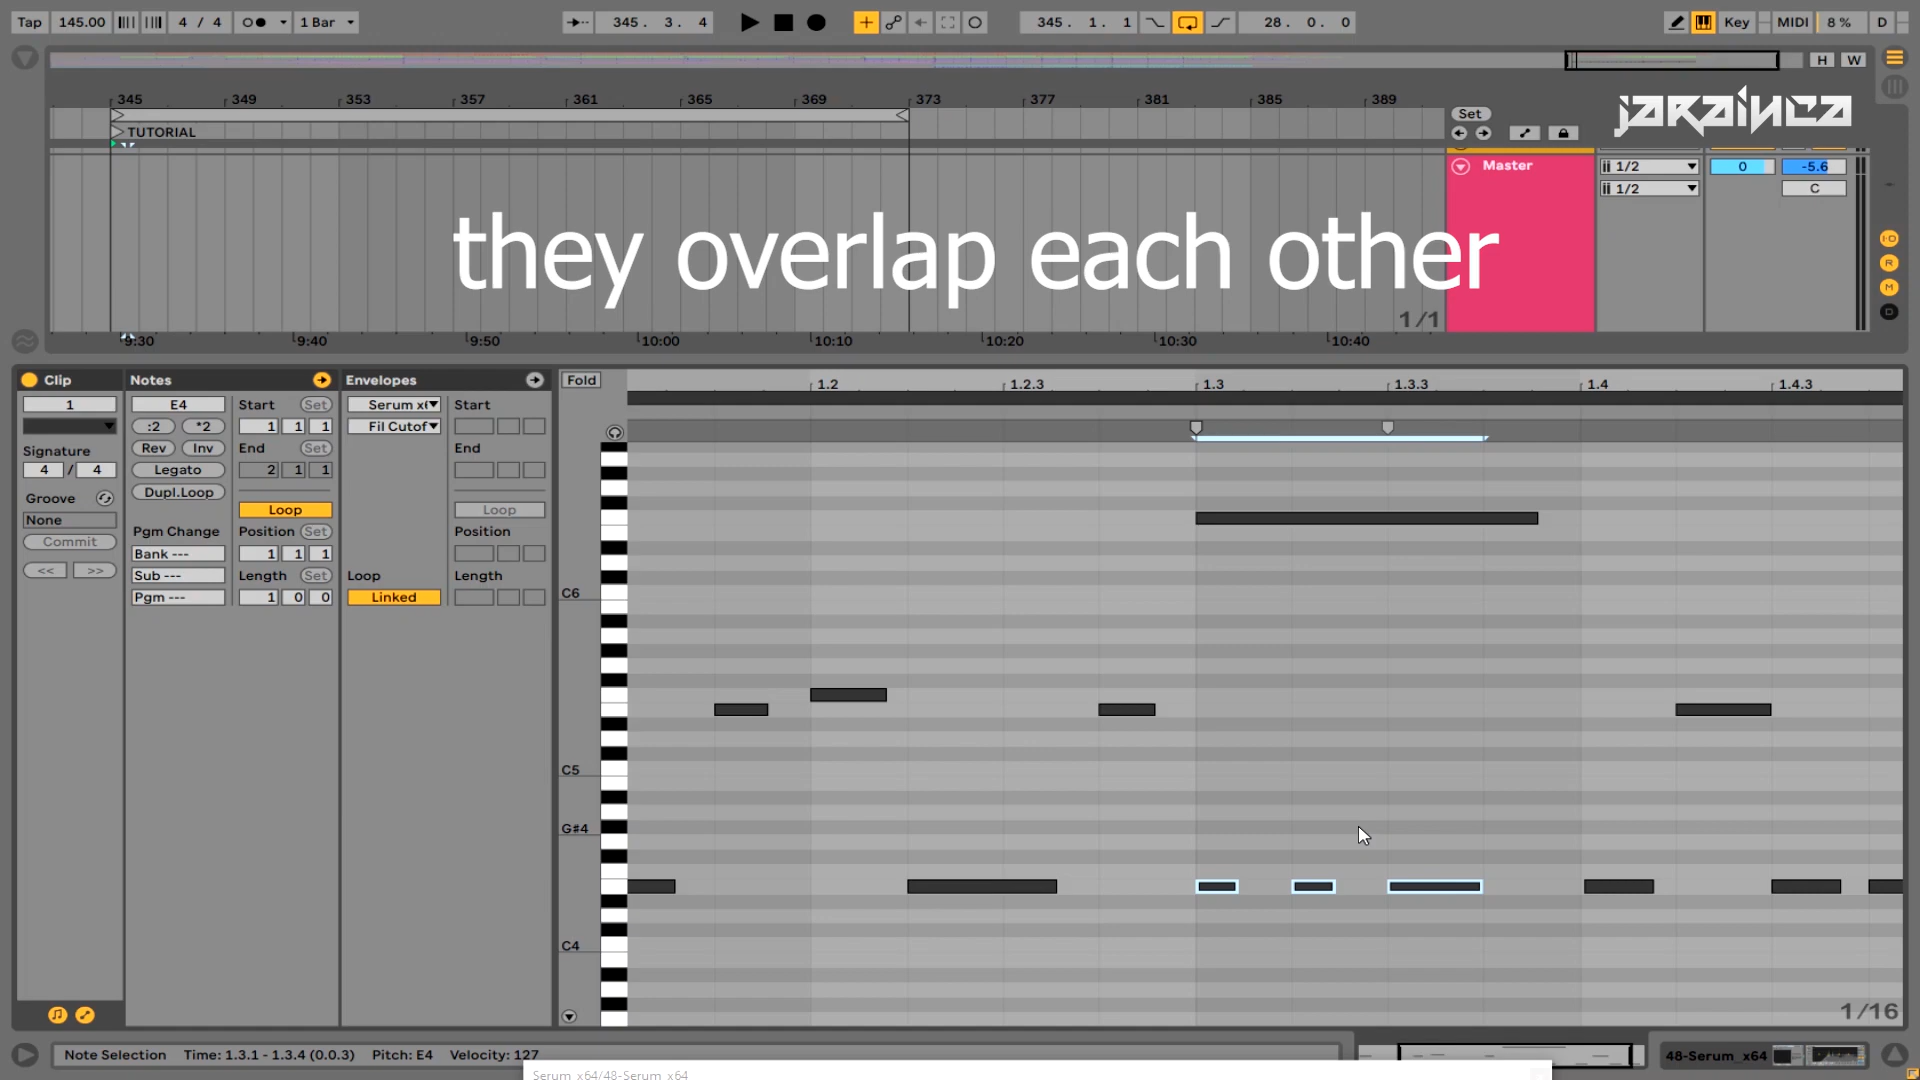 Tap 145.00 4 / 4 1 Bar 345. 3. 4 345. 1. 1 28. 0. 0 Key MIDI 8 % D
H W
345 349 353 357 361 365 369 373 377 381 385 389
Set
JARAINCA
TUTORIAL
Master 1/2 0 -5.6
1/2 C
they overlap each other
I·O
R
M
D
1/1
9:30 9:40 9:50 10:00 10:10 10:20 10:30 10:40
Clip Notes Envelopes Fold
1.2 1.2.3 1.3 1.3.3 1.4 1.4.3
1 E4 Start Set Serum x( Start
:2 *2 1 1 1 Fil Cutof
Signature Rev Inv End Set End
4 / 4 Legato 2 1 1
Groove Dupl.Loop
None Loop Loop
Commit Pgm Change Position Set Position
<< >> Bank --- 1 1 1
Sub --- Length Set Loop Length
Pgm --- 1 0 0 Linked
C6
C5
G#4
C4
1/16
Note Selection Time: 1.3.1 - 1.3.4 (0.0.3) Pitch: E4 Velocity: 127
48-Serum_x64
Serum_x64/48-Serum_x64